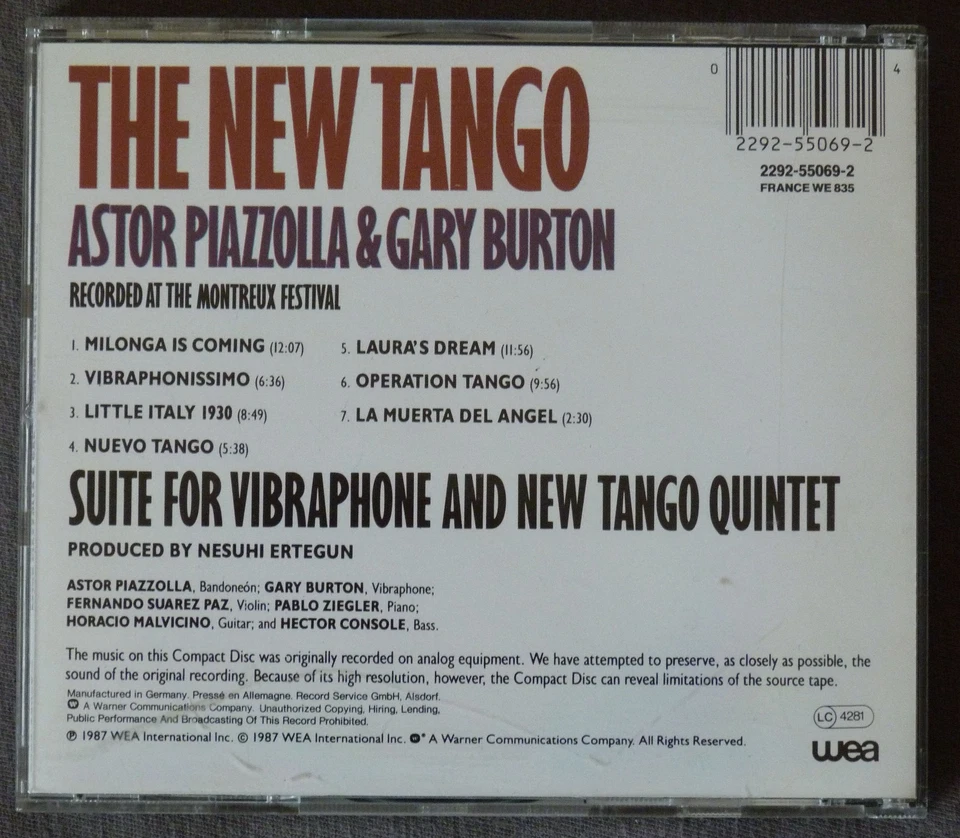 THE NEW TANGO
0
4
2292-55069-2
2292-55069-2
FRANCE WE 835
ASTOR PIAZZOLLA & GARY BURTON
RECORDED AT THE MONTREUX FESTIVAL
1. MILONGA IS COMING (12:07)
2. VIBRAPHONISSIMO (6:36)
3. LITTLE ITALY 1930 (8:49)
4. NUEVO TANGO (5:38)
5. LAURA'S DREAM (11:56)
6. OPERATION TANGO (9:56)
7. LA MUERTA DEL ANGEL (2:30)
SUITE FOR VIBRAPHONE AND NEW TANGO QUINTET
PRODUCED BY NESUHI ERTEGUN
ASTOR PIAZZOLLA, Bandoneón; GARY BURTON, Vibraphone;
FERNANDO SUAREZ PAZ, Violin; PABLO ZIEGLER, Piano;
HORACIO MALVICINO, Guitar; and HECTOR CONSOLE, Bass.
The music on this Compact Disc was originally recorded on analog equipment. We have attempted to preserve, as closely as possible, the
sound of the original recording. Because of its high resolution, however, the Compact Disc can reveal limitations of the source tape.
Manufactured in Germany. Pressé en Allemagne. Record Service GmbH, Alsdorf.
A Warner Communications Company. Unauthorized Copying, Hiring, Lending,
Public Performance And Broadcasting Of This Record Prohibited.
℗ 1987 WEA International Inc. © 1987 WEA International Inc. * A Warner Communications Company. All Rights Reserved.
LC 4281
wea